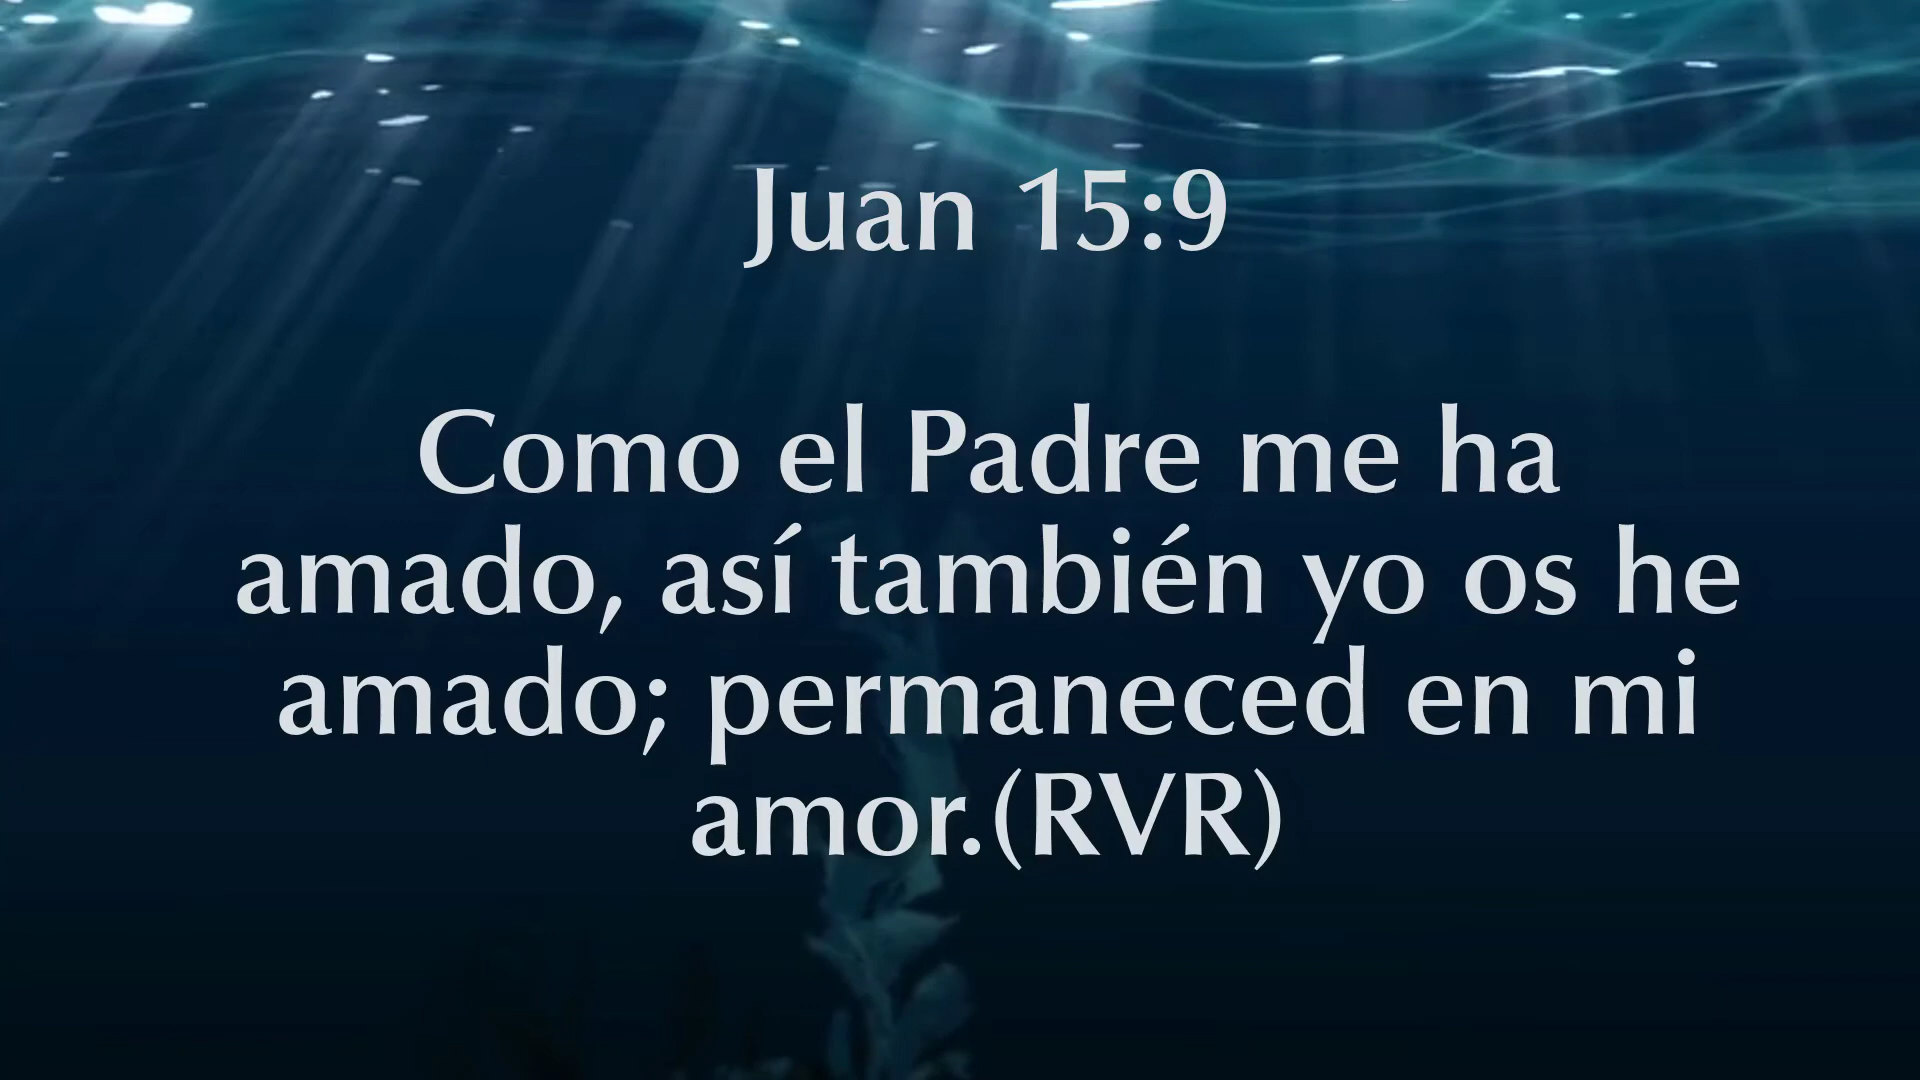 Juan 15:9
Como el Padre me ha
amado, así también yo os he
amado; permaneced en mi
amor.(RVR)